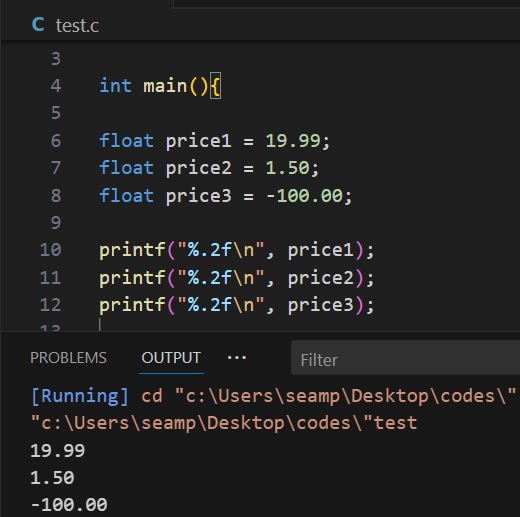 C test.c
3
4 int main(){
5
6 float price1 = 19.99;
7 float price2 = 1.50;
8 float price3 = -100.00;
9
10 printf("%.2f\n", price1);
11 printf("%.2f\n", price2);
12 printf("%.2f\n", price3);
13
PROBLEMS OUTPUT ··· Filter
[Running] cd "c:\Users\seamp\Desktop\codes\"
"c:\Users\seamp\Desktop\codes\"test
19.99
1.50
-100.00